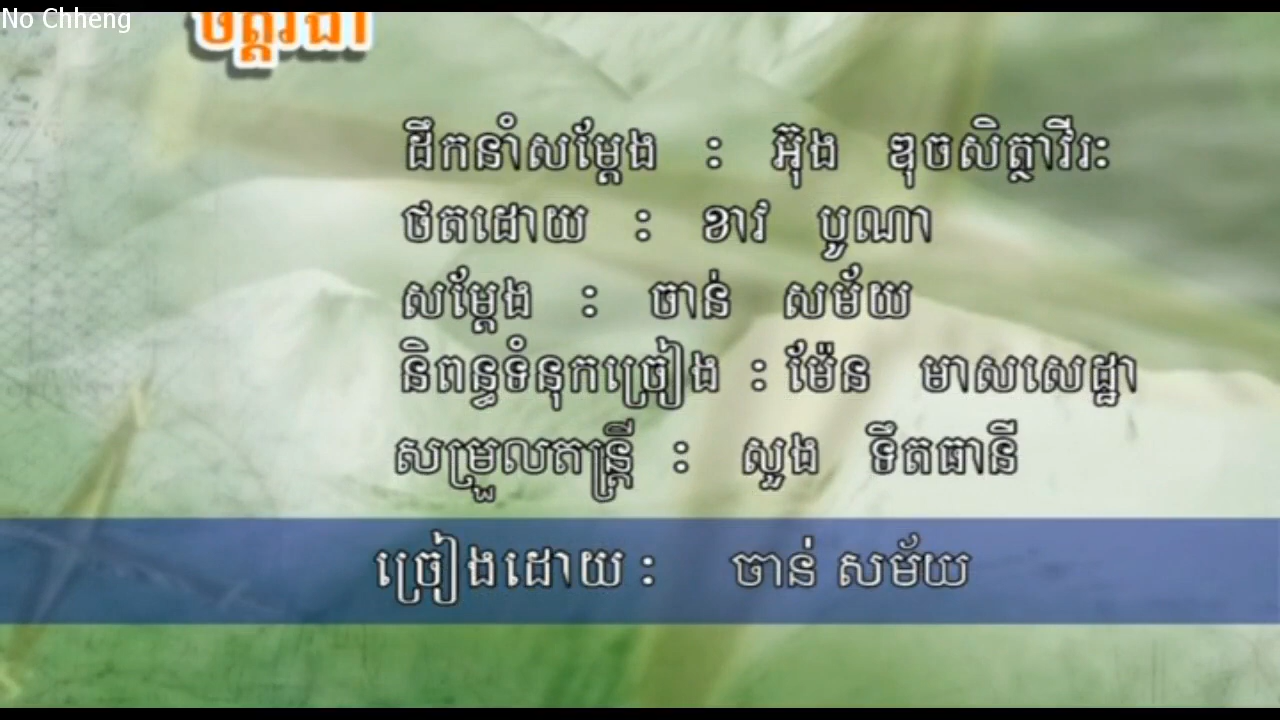 No Chheng
ដឹកនាំសម្ដែង : អ៊ុង ឌុចសិត្ថាវីរៈ
ថតដោយ : ខាវ បូណា
សម្ដែង : ចាន់ សម័យ
និពន្ធទំនុកច្រៀង : ម៉ែន មាសសេដ្ឋា
សម្រួលតន្ត្រី : សួង ទឹតធានី
ច្រៀងដោយ : ចាន់ សម័យ